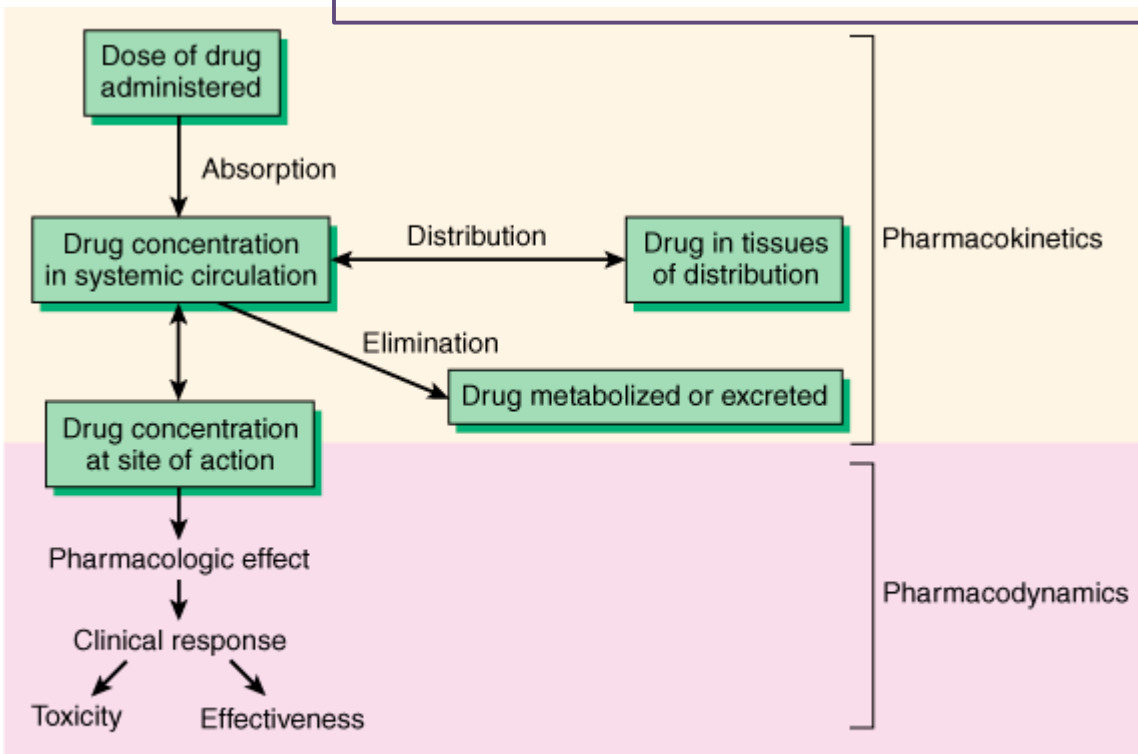 Dose of drug
administered
Absorption
Drug concentration
in systemic circulation
Distribution
Drug in tissues
of distribution
Pharmacokinetics
Elimination
Drug metabolized or excreted
Drug concentration
at site of action
Pharmacologic effect
Pharmacodynamics
Clinical response
Toxicity
Effectiveness